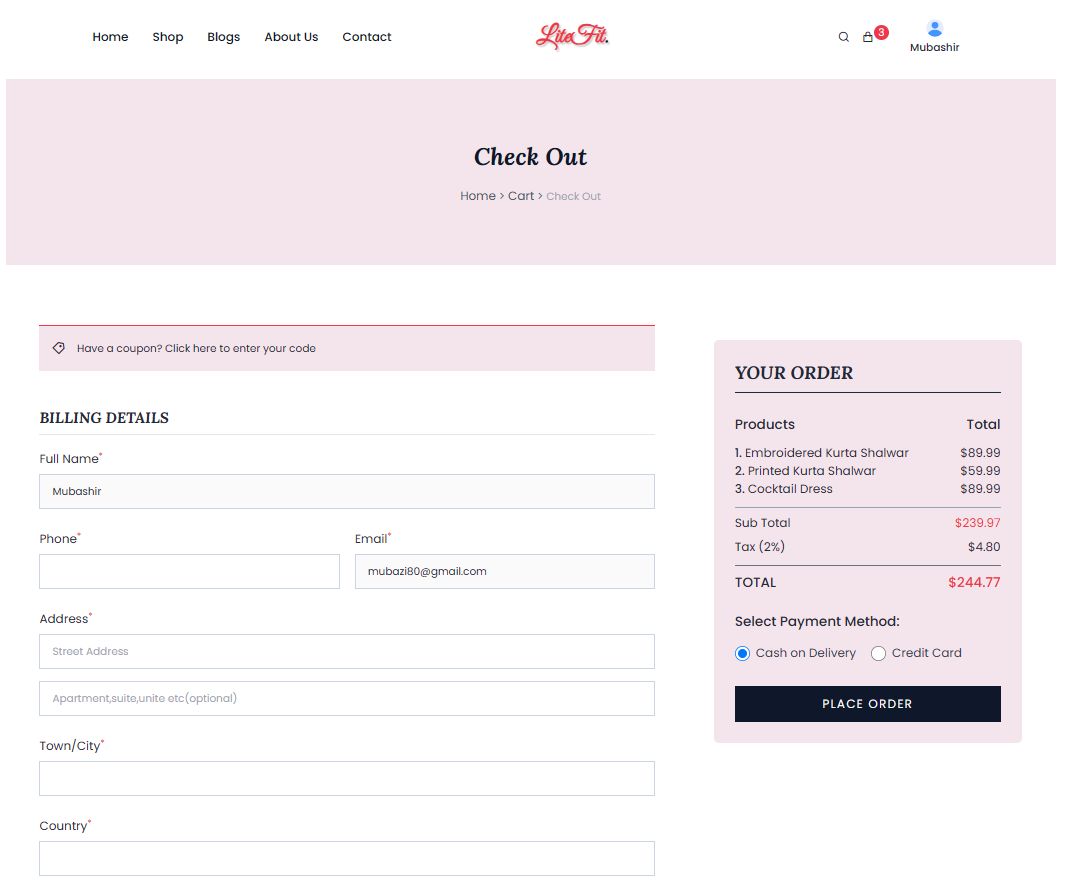 Home Shop Blogs About Us Contact LiteFit. 3
Mubashir
Check Out
Home > Cart > Check Out
Have a coupon? Click here to enter your code
BILLING DETAILS
Full Name*
Mubashir
Phone* Email*
mubazi80@gmail.com
Address*
Street Address
Apartment,suite,unite etc(optional)
Town/City*
Country*
YOUR ORDER
Products Total
1. Embroidered Kurta Shalwar $89.99
2. Printed Kurta Shalwar $59.99
3. Cocktail Dress $89.99
Sub Total $239.97
Tax (2%) $4.80
TOTAL $244.77
Select Payment Method:
Cash on Delivery Credit Card
PLACE ORDER